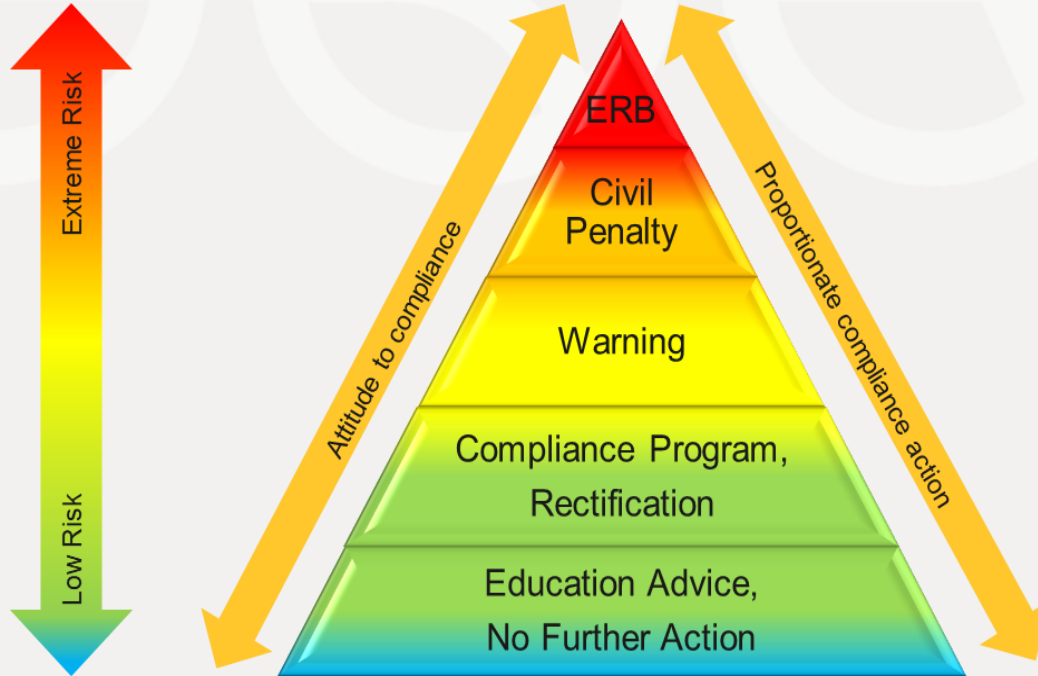 Extreme Risk
Low Risk
Attitude to compliance
ERB
Civil
Penalty
Warning
Compliance Program,
Rectification
Education Advice,
No Further Action
Proportionate compliance action